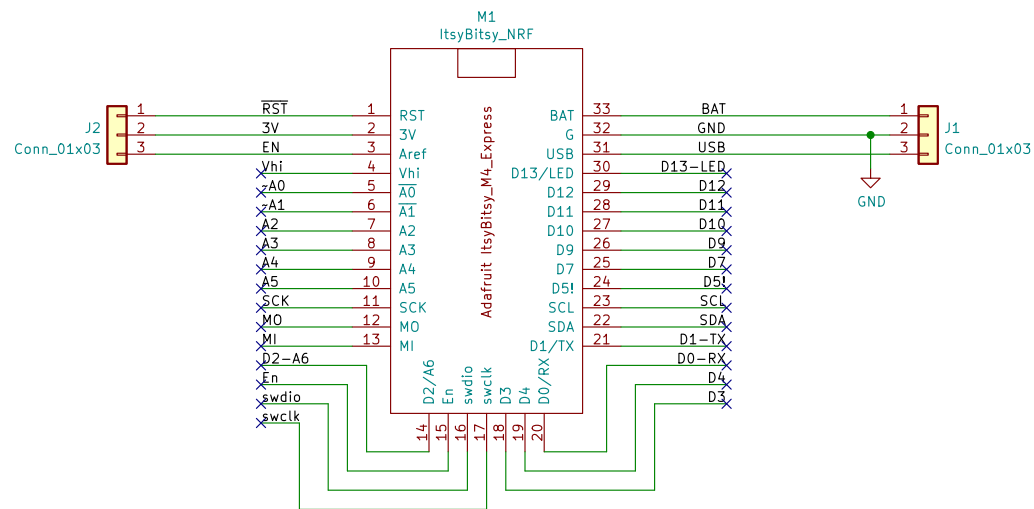 M1
ItsyBitsy_NRF
J2
Conn_01x03
1
2
3
RST
3V
EN
Vhi
~A0
~A1
A2
A3
A4
A5
SCK
MO
MI
D2-A6
En
swdio
swclk
1 RST
2 3V
3 Aref
4 Vhi
5 A0
6 A1
7 A2
8 A3
9 A4
10 A5
11 SCK
12 MO
13 MI
Adafruit ItsyBitsy_M4_Express
D2/A6
En
swdio
swclk
D3
D4
D0/RX
14
15
16
17
18
19
20
BAT 33
G 32
USB 31
D13/LED 30
D12 29
D11 28
D10 27
D9 26
D7 25
D5! 24
SCL 23
SDA 22
D1/TX 21
BAT
GND
USB
D13-LED
D12
D11
D10
D9
D7
D5!
SCL
SDA
D1-TX
D0-RX
D4
D3
1
2
3
J1
Conn_01x03
GND